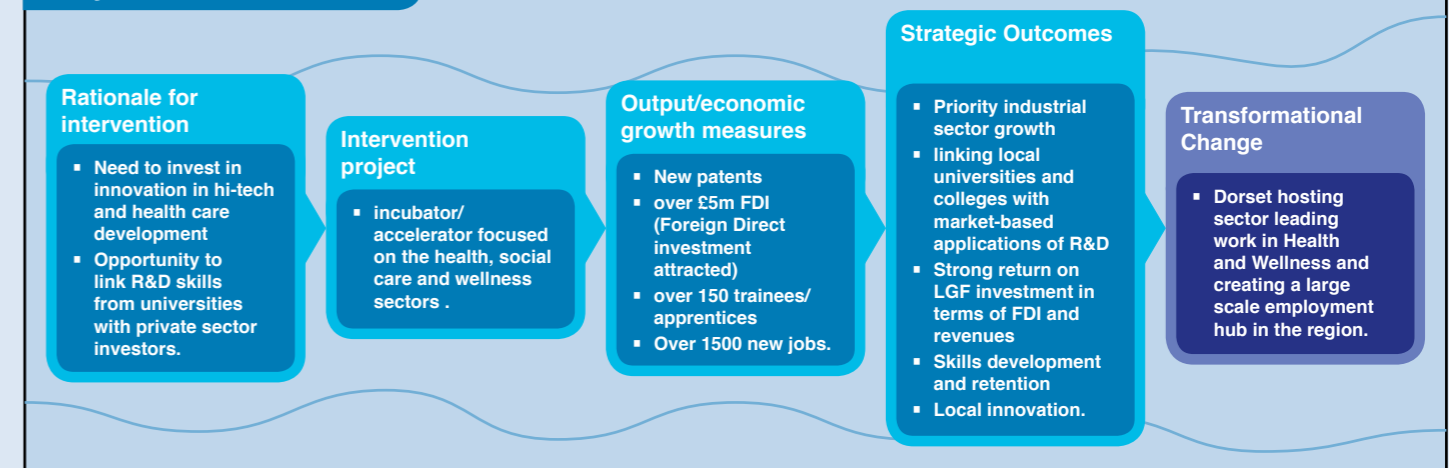 Rationale for
intervention
▪ Need to invest in
innovation in hi-tech
and health care
development
▪ Opportunity to
link R&D skills
from universities
with private sector
investors.
Intervention
project
▪ incubator/
accelerator focused
on the health, social
care and wellness
sectors .
Output/economic
growth measures
▪ New patents
▪ over £5m FDI
(Foreign Direct
investment
attracted)
▪ over 150 trainees/
apprentices
▪ Over 1500 new jobs.
Strategic Outcomes
▪ Priority industrial
sector growth
▪ linking local
universities and
colleges with
market-based
applications of R&D
▪ Strong return on
LGF investment in
terms of FDI and
revenues
▪ Skills development
and retention
▪ Local innovation.
Transformational
Change
▪ Dorset hosting
sector leading
work in Health
and Wellness and
creating a large
scale employment
hub in the region.